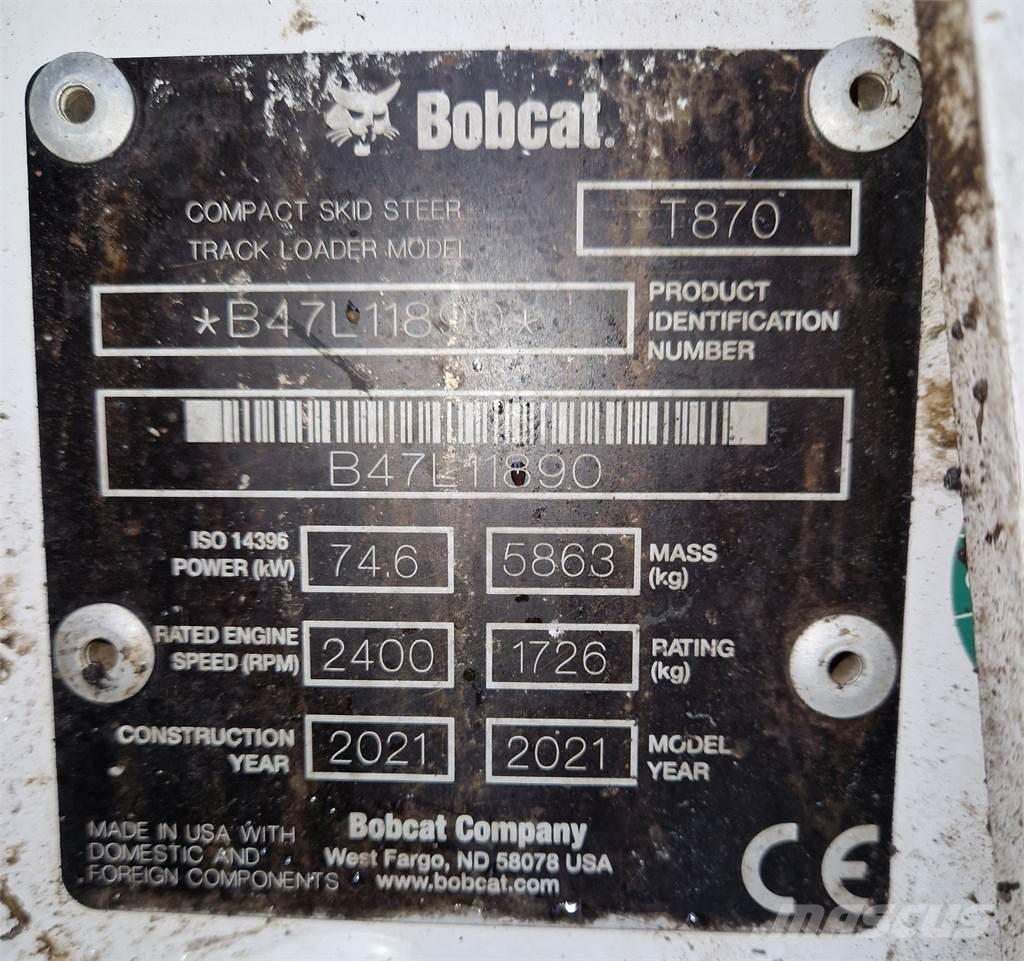 Bobcat.
COMPACT SKID STEER
TRACK LOADER MODEL
T870
*B47L11890*
PRODUCT
IDENTIFICATION
NUMBER
B47L11890
ISO 14396
POWER (kW)
74.6
5863
MASS
(kg)
RATED ENGINE
SPEED (RPM)
2400
1726
RATING
(kg)
CONSTRUCTION
YEAR
2021
2021
MODEL
YEAR
MADE IN USA WITH
DOMESTIC AND
FOREIGN COMPONENTS
Bobcat Company
West Fargo, ND 58078 USA
www.bobcat.com
CE
mascus